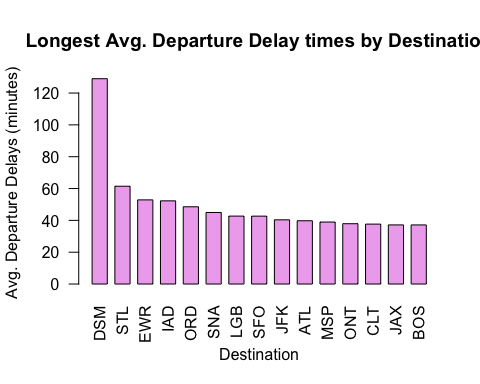 Longest Avg. Departure Delay times by Destinatio
Avg. Departure Delays (minutes)
120
100
80
60
40
20
0
DSM STL EWR IAD ORD SNA LGB SFO JFK ATL MSP ONT CLT JAX BOS
Destination